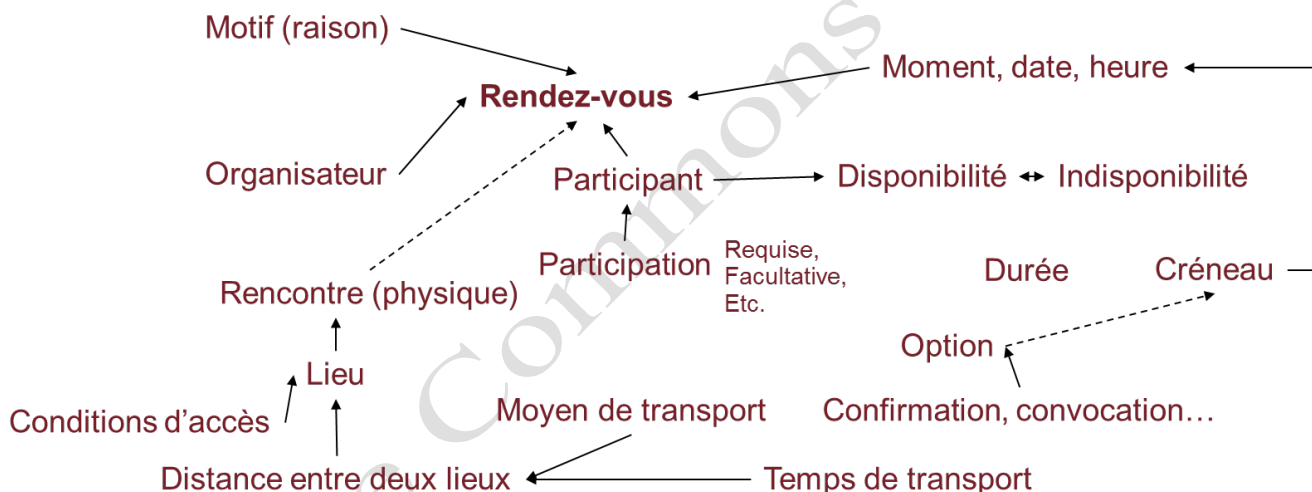 Motif (raison)
Moment, date, heure
Rendez-vous
Organisateur
Participant
Disponibilité
Indisponibilité
Participation
Requise,
Facultative,
Etc.
Durée
Créneau
Rencontre (physique)
Option
Lieu
Conditions d’accès
Moyen de transport
Confirmation, convocation…
Distance entre deux lieux
Temps de transport
Commons